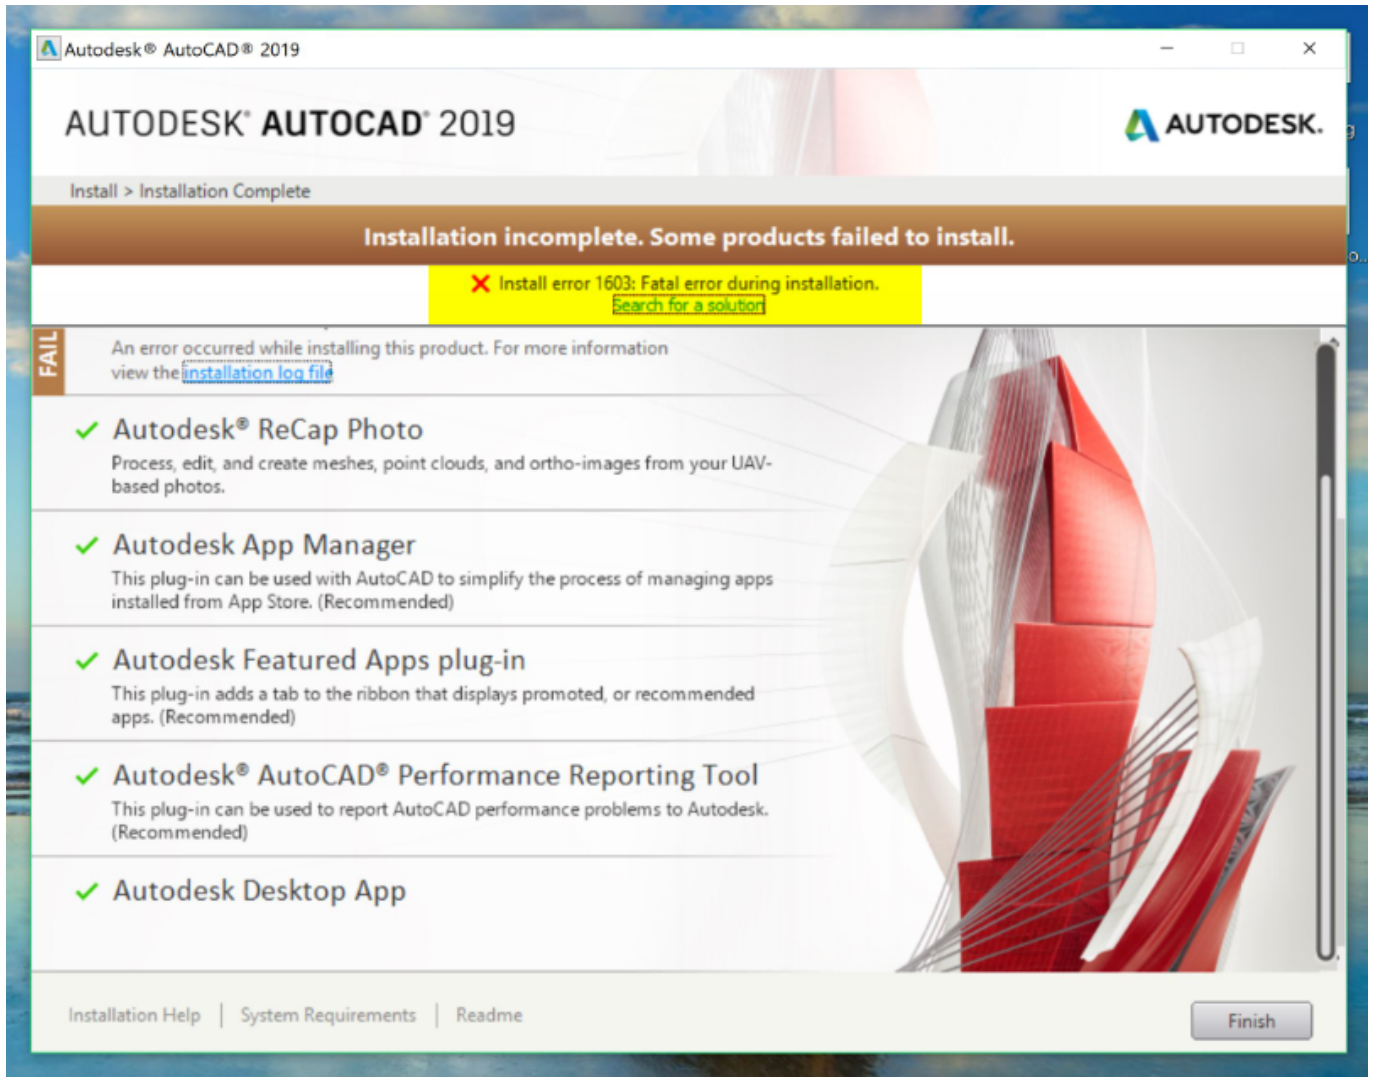 Autodesk® AutoCAD® 2019
AUTODESK® AUTOCAD® 2019
AUTODESK.
Install > Installation Complete
Installation incomplete. Some products failed to install.
Install error 1603: Fatal error during installation.
Search for a solution
FAIL
An error occurred while installing this product. For more information
view the installation log file
Autodesk® ReCap Photo
Process, edit, and create meshes, point clouds, and ortho-images from your UAV-
based photos.
Autodesk App Manager
This plug-in can be used with AutoCAD to simplify the process of managing apps
installed from App Store. (Recommended)
Autodesk Featured Apps plug-in
This plug-in adds a tab to the ribbon that displays promoted, or recommended
apps. (Recommended)
Autodesk® AutoCAD® Performance Reporting Tool
This plug-in can be used to report AutoCAD performance problems to Autodesk.
(Recommended)
Autodesk Desktop App
Installation Help | System Requirements | Readme
Finish